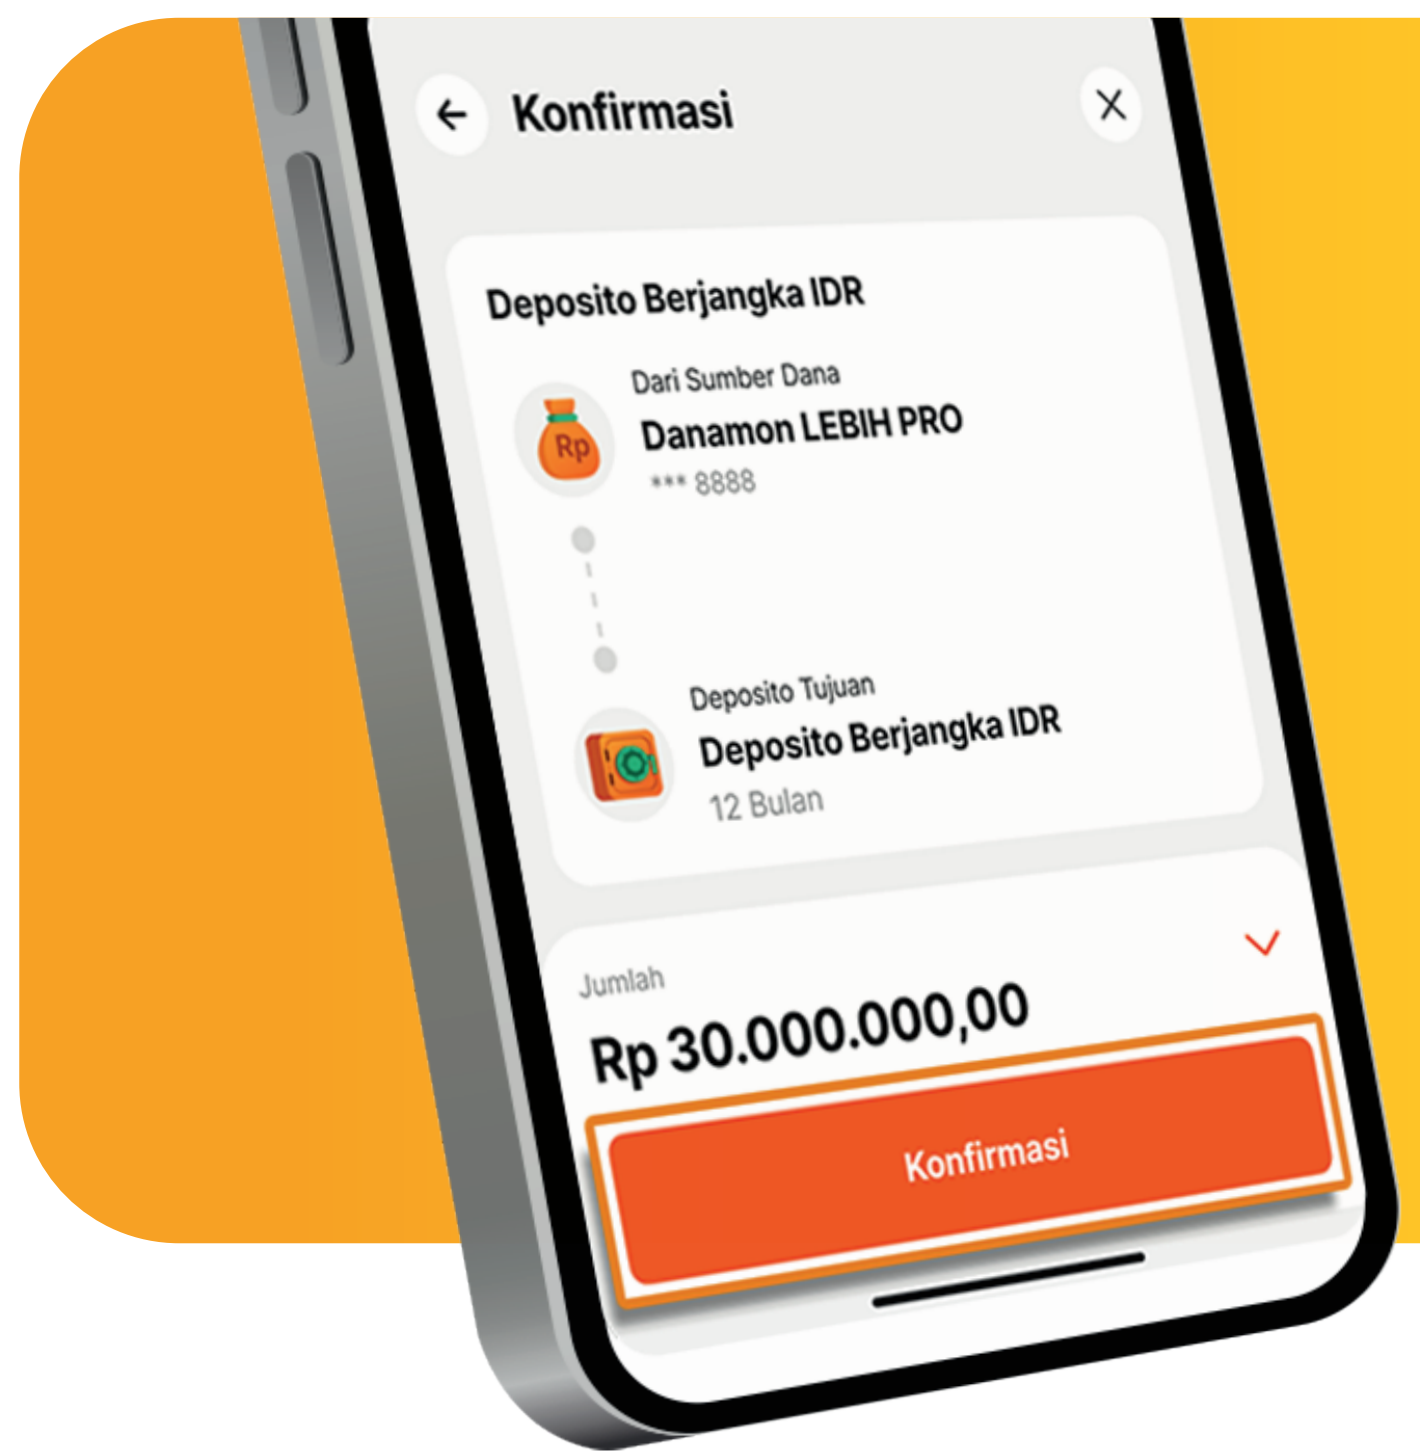 Konfirmasi
Deposito Berjangka IDR
Dari Sumber Dana
Rp
Danamon LEBIH PRO
*** 8888
Deposito Tujuan
Deposito Berjangka IDR
12 Bulan
Jumlah
Rp 30.000.000,00
Konfirmasi